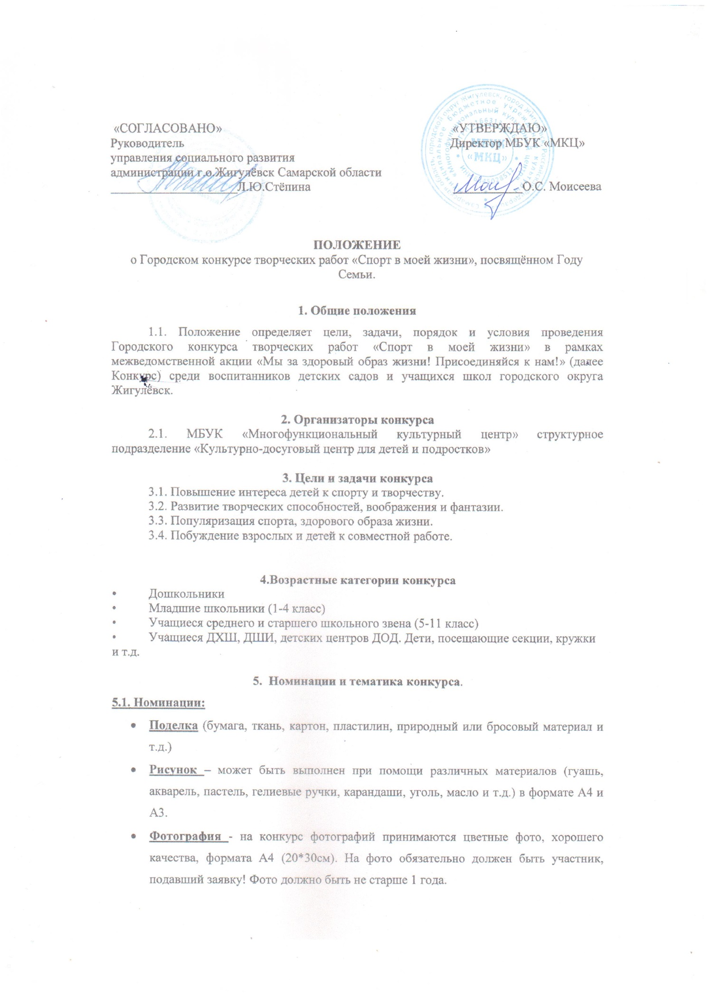 «СОГЛАСОВАНО»
Руководитель
управления социального развития
администрации г.о.Жигулёвск Самарской области
____________________Л.Ю.Стёпина
«УТВЕРЖДАЮ»
Директор МБУК «МКЦ»
___________О.С. Моисеева
МБУК
«МКЦ»
ПОЛОЖЕНИЕ
о Городском конкурсе творческих работ «Спорт в моей жизни», посвящённом Году
Семьи.
1. Общие положения
1.1. Положение определяет цели, задачи, порядок и условия проведения
Городского конкурса творческих работ «Спорт в моей жизни» в рамках
межведомственной акции «Мы за здоровый образ жизни! Присоединяйся к нам!» (далее
Конкурс) среди воспитанников детских садов и учащихся школ городского округа
Жигулёвск.
2. Организаторы конкурса
2.1. МБУК «Многофункциональный культурный центр» структурное
подразделение «Культурно-досуговый центр для детей и подростков»
3. Цели и задачи конкурса
3.1. Повышение интереса детей к спорту и творчеству.
3.2. Развитие творческих способностей, воображения и фантазии.
3.3. Популяризация спорта, здорового образа жизни.
3.4. Побуждение взрослых и детей к совместной работе.
4.Возрастные категории конкурса
• Дошкольники
• Младшие школьники (1-4 класс)
• Учащиеся среднего и старшего школьного звена (5-11 класс)
• Учащиеся ДХШ, ДШИ, детских центров ДОД. Дети, посещающие секции, кружки
и т.д.
5. Номинации и тематика конкурса.
5.1. Номинации:
• Поделка (бумага, ткань, картон, пластилин, природный или бросовый материал и
т.д.)
• Рисунок – может быть выполнен при помощи различных материалов (гуашь,
акварель, пастель, гелиевые ручки, карандаши, уголь, масло и т.д.) в формате А4 и
А3.
• Фотография - на конкурс фотографий принимаются цветные фото, хорошего
качества, формата А4 (20*30см). На фото обязательно должен быть участник,
подавший заявку! Фото должно быть не старше 1 года.